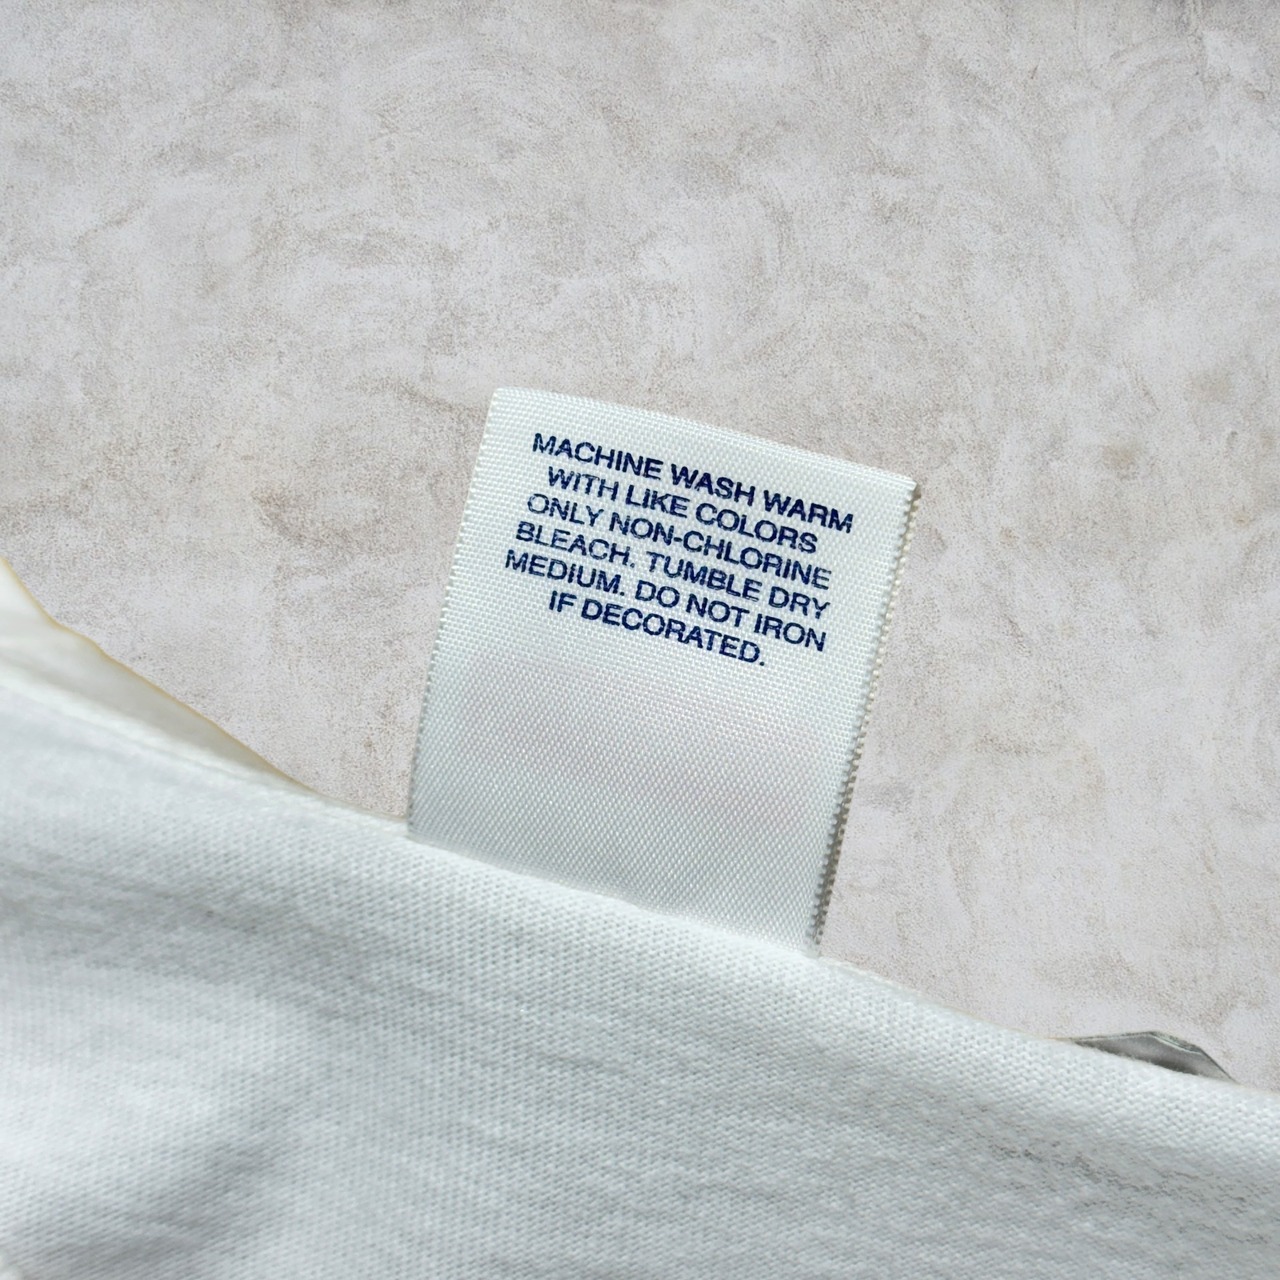 MACHINE WASH WARM
WITH LIKE COLORS
ONLY NON-CHLORINE
BLEACH. TUMBLE DRY
MEDIUM. DO NOT IRON
IF DECORATED.